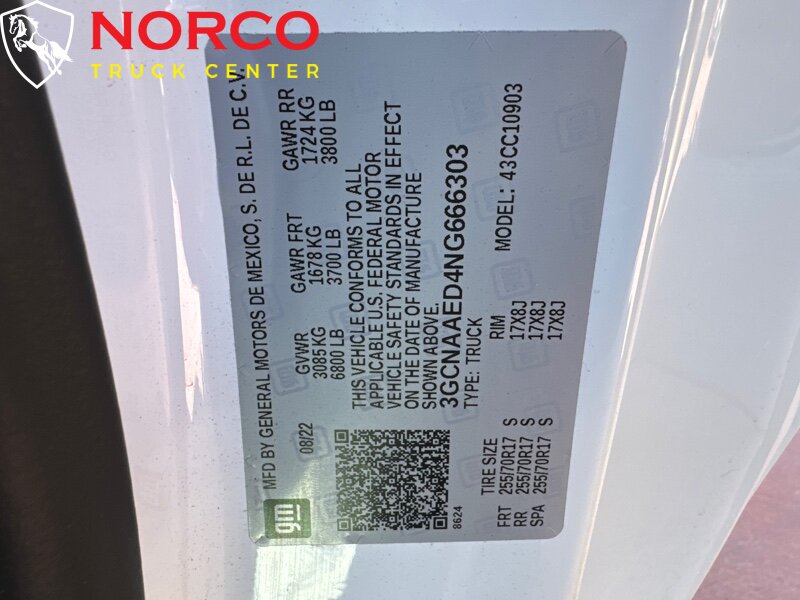 NORCO
TRUCK CENTER
MFD BY GENERAL MOTORS DE MEXICO, S. DE R.L. DE C.V.
08/22 GVWR GAWR FRT GAWR RR
3085 KG 1678 KG 1724 KG
6800 LB 3700 LB 3800 LB
gm
THIS VEHICLE CONFORMS TO ALL
APPLICABLE U.S. FEDERAL MOTOR
VEHICLE SAFETY STANDARDS IN EFFECT
ON THE DATE OF MANUFACTURE
SHOWN ABOVE.
3GCNAAED4NG666303
8624 TYPE: TRUCK MODEL: 43CC10903
TIRE SIZE RIM
FRT 255/70R17 S 17X8J
RR 255/70R17 S 17X8J
SPA 255/70R17 S 17X8J